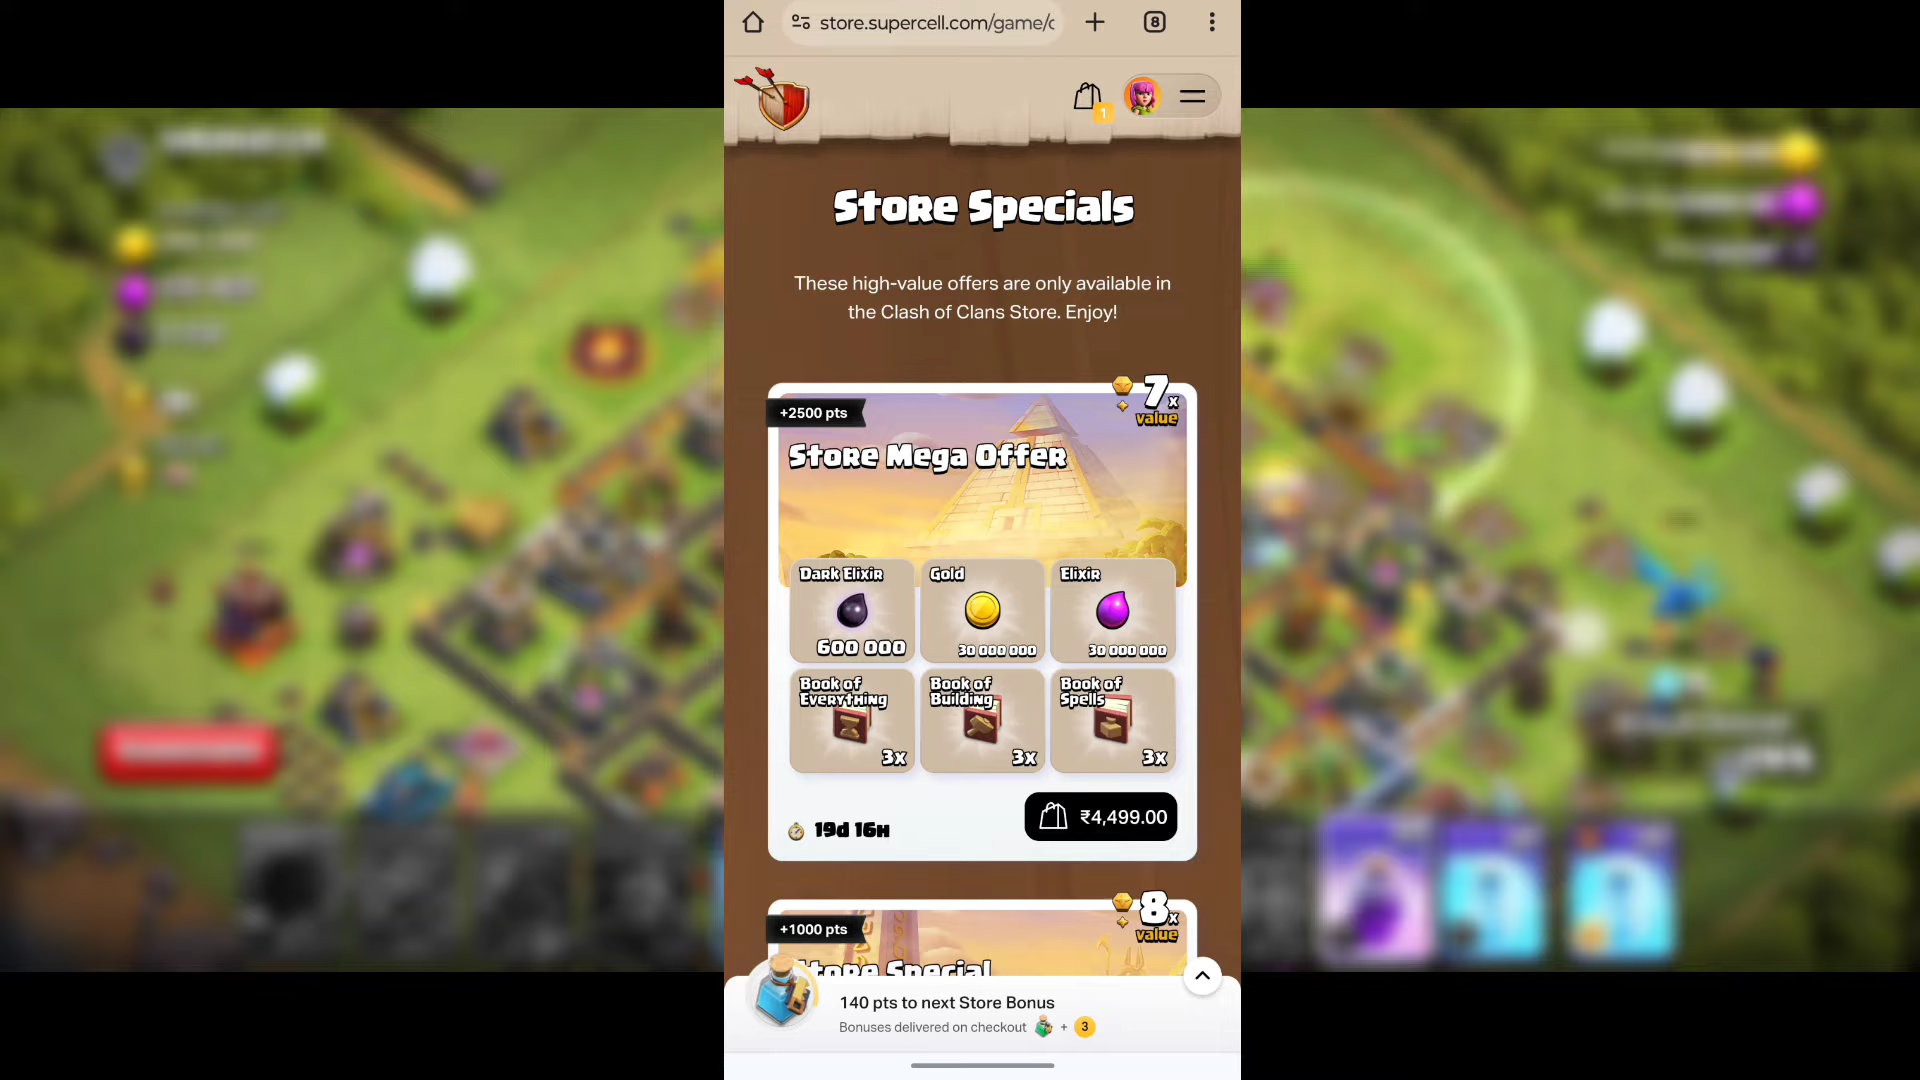 store.supercell.com/game/c
8
1
Store Specials
These high-value offers are only available in
the Clash of Clans Store. Enjoy!
+2500 pts
7x
value
Store Mega Offer
Dark Elixir
600 000
Gold
30 000 000
Elixir
30 000 000
Book of
Everything
3x
Book of
Building
3x
Book of
Spells
3x
19d 16H
₹4,499.00
+1000 pts
8x
value
Store Special
140 pts to next Store Bonus
Bonuses delivered on checkout + 3